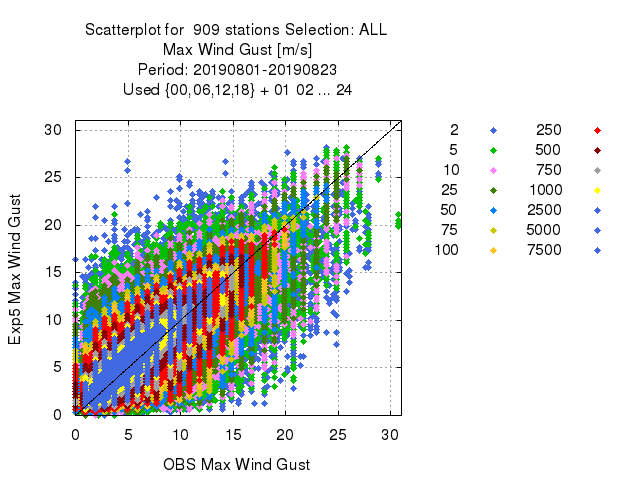 Scatterplot for 909 stations Selection: ALL
Max Wind Gust [m/s]
Period: 20190801-20190823
Used {00,06,12,18} + 01 02 ... 24
Exp5 Max Wind Gust
30
25
20
15
10
5
0
0 5 10 15 20 25 30
OBS Max Wind Gust
2 250
5 500
10 750
25 1000
50 2500
75 5000
100 7500